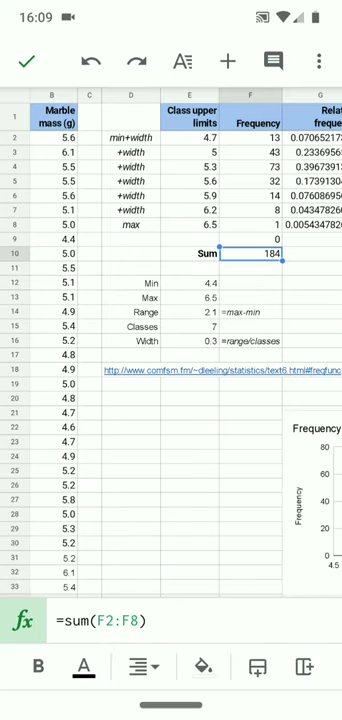 16:09
B C D E F G
1 Marble mass (g) Class upper limits Frequency Rela freque
2 5.6 min+width 4.7 13 0.070652173
3 6.1 +width 5 43 0.23369565
4 5.5 +width 5.3 73 0.39673913
5 5.5 +width 5.6 32 0.17391304
6 5.6 +width 5.9 14 0.07608695
7 5.1 +width 6.2 8 0.04347826
8 5.0 max 6.5 1 0.005434782
9 4.4 0
10 5.0 Sum 184
11 5.5
12 5.1 Min 4.4
13 5.1 Max 6.5
14 4.9 Range 2.1 =max-min
15 5.4 Classes 7
16 5.2 Width 0.3 =range/classes
17 4.8
18 4.9 http://www.comfsm.fm/~dleeling/statistics/text6.html#freqfunc
19 5.0
20 4.8
21 4.7
22 4.6 Frequency
23 4.7 80
24 4.9
25 5.2 60
26 5.2
27 5.8 40
28 5.0 Frequency
29 5.3 20
30 5.2
31 5.2 0
32 6.1 4.5
33 5.4
fx =sum(F2:F8)
B A